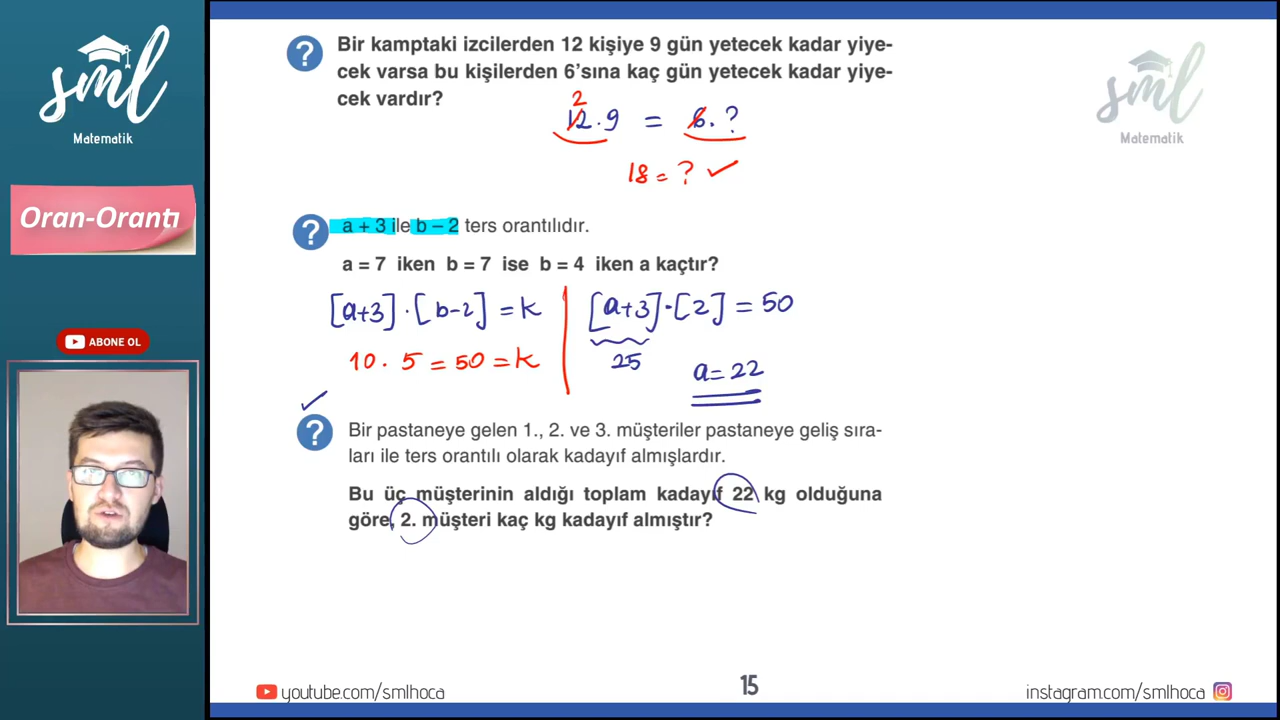 sml
Matematik
Oran-Orantı
ABONE OL
Bir kamptaki izcilerden 12 kişiye 9 gün yetecek kadar yiye-
cek varsa bu kişilerden 6'sına kaç gün yetecek kadar yiye-
cek vardır?
2
12 . 9 = 6 . ?
18 = ? ✓
sml
Matematik
a + 3 ile b – 2 ters orantılıdır.
a = 7 iken b = 7 ise b = 4 iken a kaçtır?
[a+3] · [b-2] = k
10 . 5 = 50 = k
[a+3] · [2] = 50
25
a = 22
✓
Bir pastaneye gelen 1., 2. ve 3. müşteriler pastaneye geliş sıra-
ları ile ters orantılı olarak kadayıf almışlardır.
Bu üç müşterinin aldığı toplam kadayıf 22 kg olduğuna
göre, 2. müşteri kaç kg kadayıf almıştır?
youtube.com/smlhoca
15
instagram.com/smlhoca